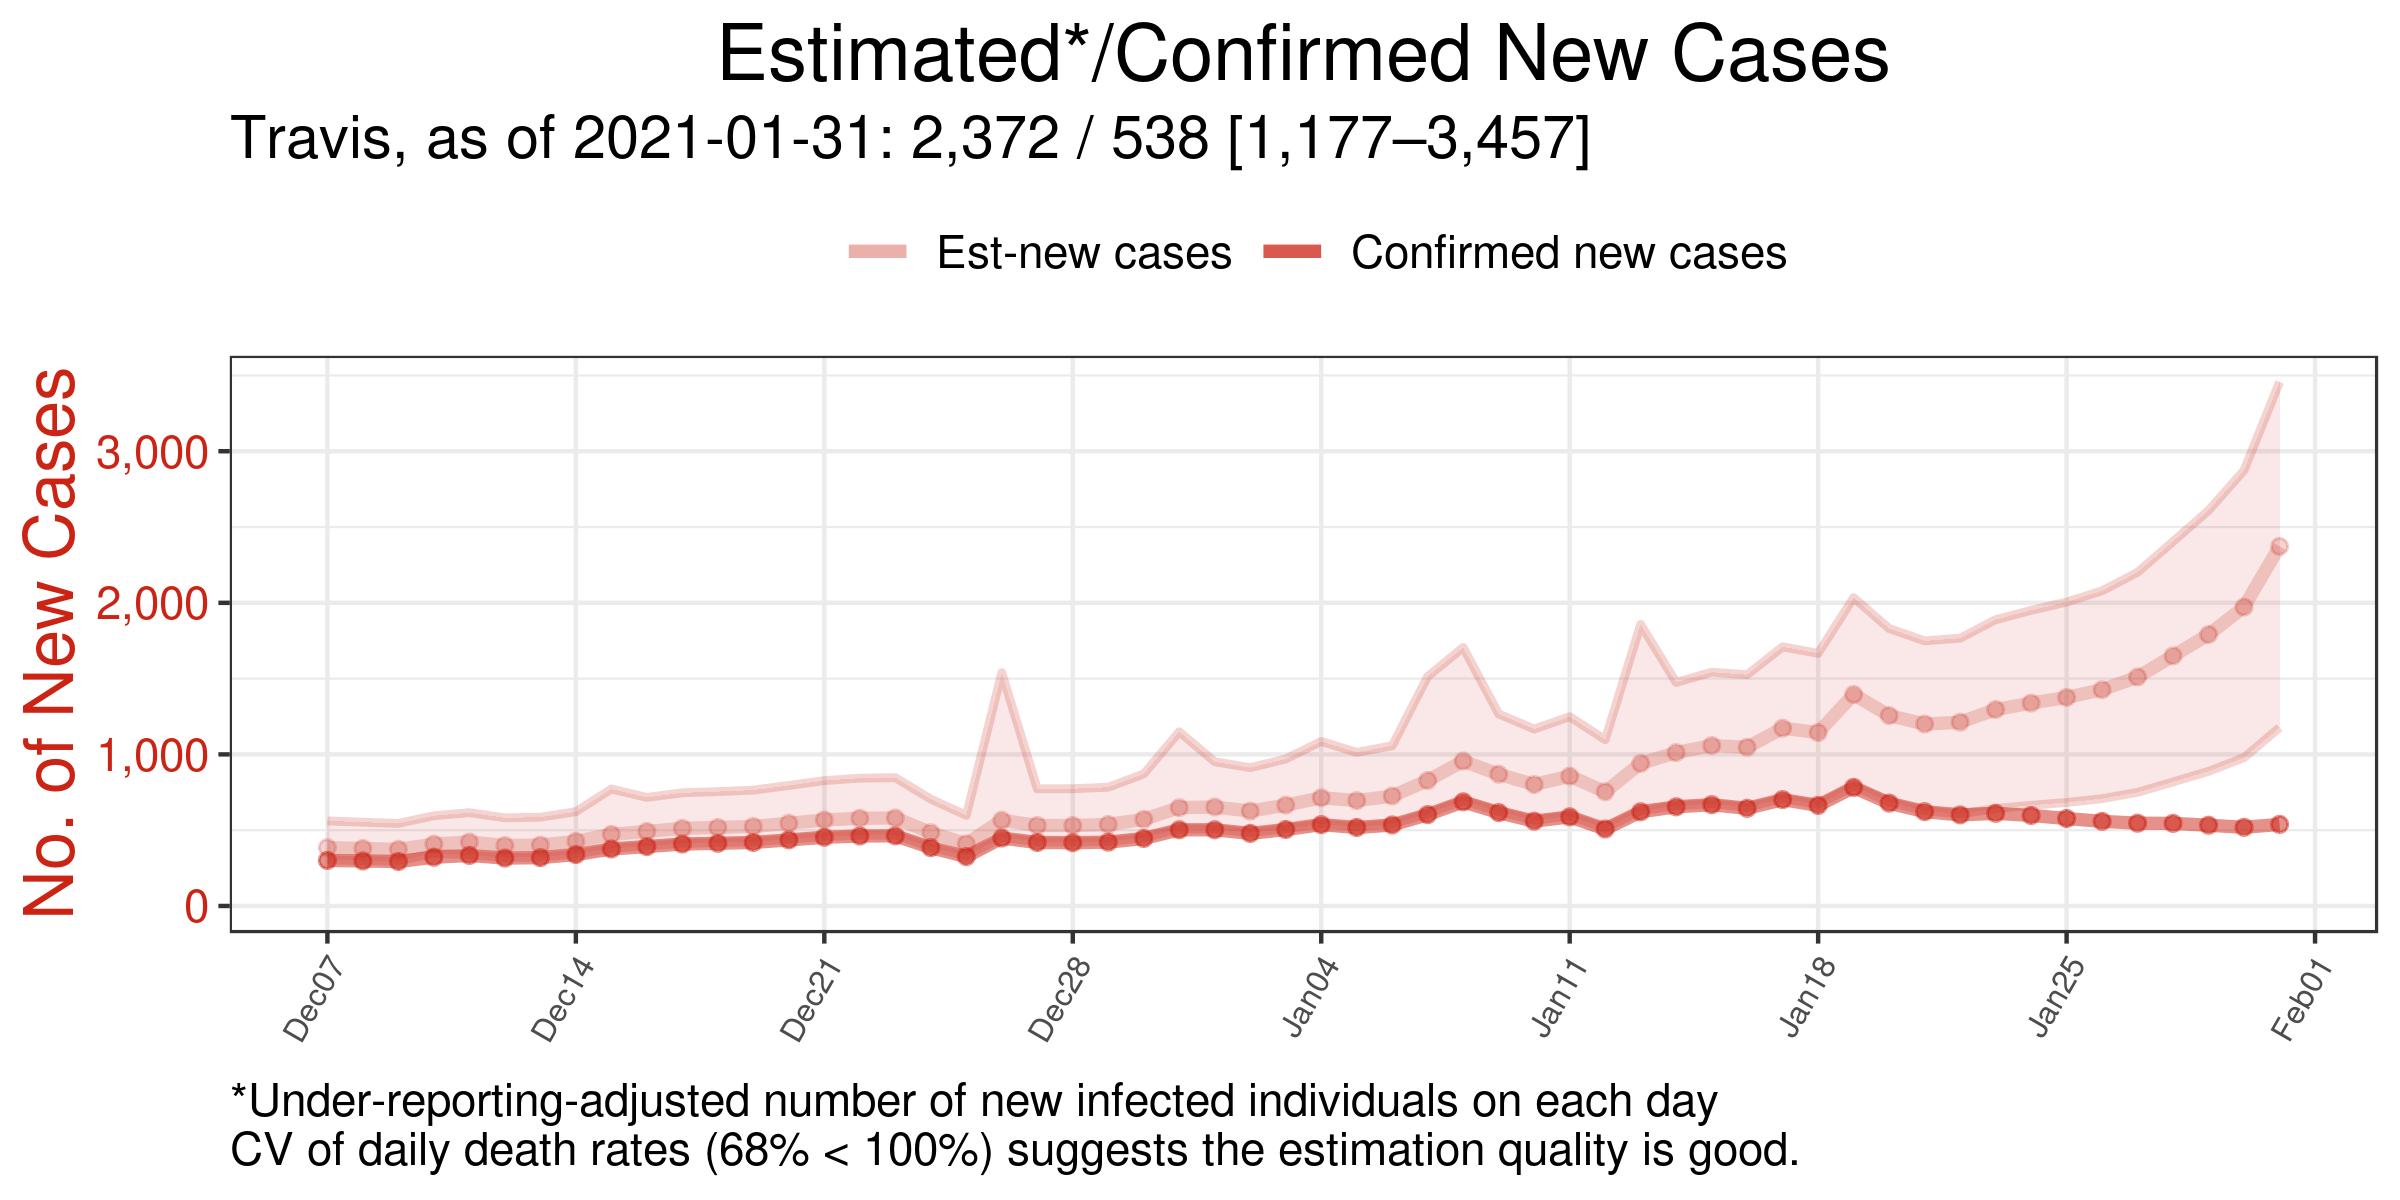 Estimated*/Confirmed New Cases
Travis, as of 2021-01-31: 2,372 / 538 [1,177–3,457]
Est-new cases Confirmed new cases
No. of New Cases
3,000
2,000
1,000
0
Dec07 Dec14 Dec21 Dec28 Jan04 Jan11 Jan18 Jan25 Feb01
*Under-reporting-adjusted number of new infected individuals on each day
CV of daily death rates (68% < 100%) suggests the estimation quality is good.